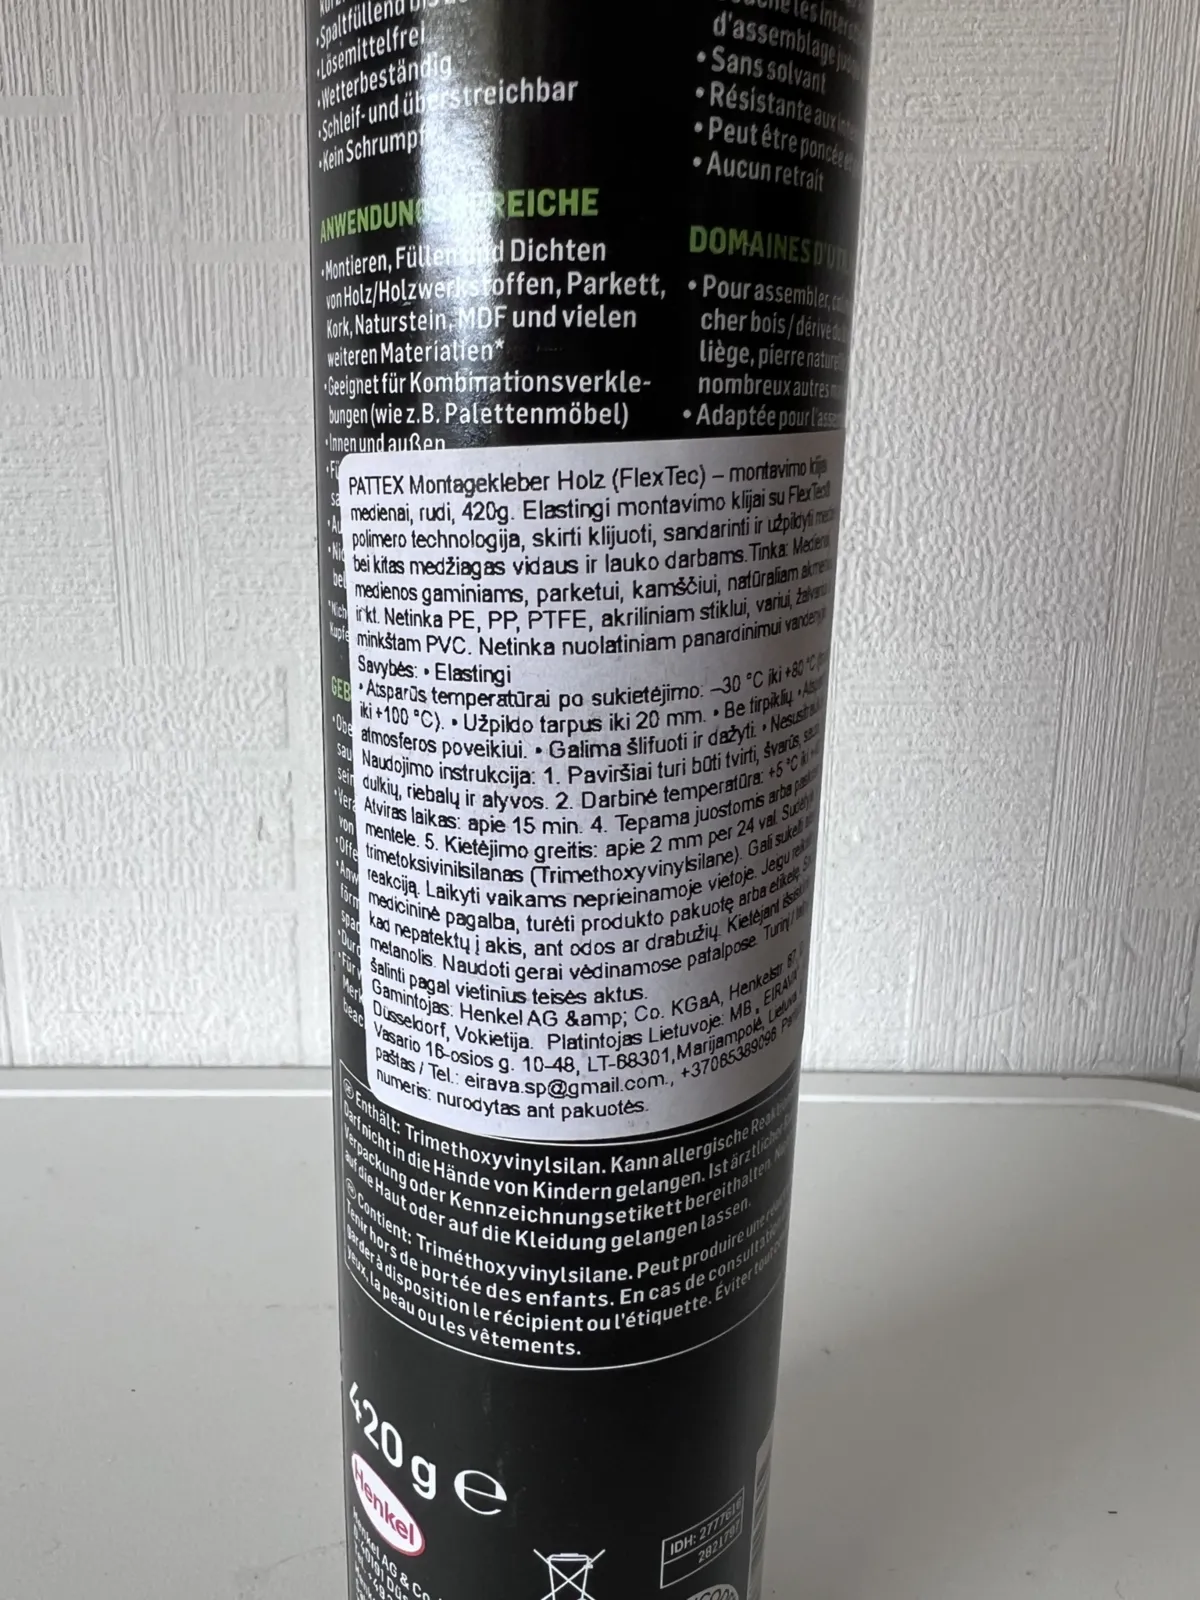 •Spaltfüllend bis
•Lösemittelfrei
•Wetterbeständig
•Schleif- und überstreichbar
•Kein Schrumpf
ANWENDUNGSBEREICHE
•Montieren, Füllen und Dichten
von Holz/Holzwerkstoffen, Parkett,
Kork, Naturstein, MDF und vielen
weiteren Materialien*
•Geeignet für Kombinationsverkle-
bungen (wie z.B. Palettenmöbel)
•Innen und außen
d'assemblage
• Sans solvant
• Résistante aux
• Peut être poncée
• Aucun retrait
DOMAINES
• Pour assembler,
cher bois / dérivé
liège, pierre
nombreux autres
• Adaptée pour
PATTEX Montagekleber Holz (FlexTec) – montavimo klijai
medienai, rudi, 420g. Elastingi montavimo klijai su FlexTec®
polimero technologija, skirti klijuoti, sandarinti ir užpildyti
bei kitas medžiagas vidaus ir lauko darbams. Tinka: Medienai
medienos gaminiams, parketui, kamščiui, natūraliam
ir kt. Netinka PE, PP, PTFE, akriliniam stiklui, variui,
minkštam PVC. Netinka nuolatiniam panardinimui
Savybės: • Elastingi
• Atsparūs temperatūrai po sukietėjimo: –30 °C iki +80 °C
iki +100 °C). • Užpildo tarpus iki 20 mm. • Be tirpiklių.
atmosferos poveikiui. • Galima šlifuoti ir dažyti.
Naudojimo instrukcija: 1. Paviršiai turi būti tvirti, švarūs,
dulkių, riebalų ir alyvos. 2. Darbinė temperatūra: +5 °C iki
Atviras laikas: apie 15 min. 4. Tepama juostomis arba
mentele. 5. Kietėjimo greitis: apie 2 mm per 24 val.
trimetoksivinilsilanas (Trimethoxyvinylsilane). Gali sukelti
reakciją. Laikyti vaikams neprieinamoje vietoje. Jeigu
medicininė pagalba, turėti produkto pakuotę arba etiketę.
kad nepatektų į akis, ant odos ar drabužių. Kietėjant
metanolis. Naudoti gerai vėdinamose patalpose.
šalinti pagal vietinius teisės aktus.
Gamintojas: Henkel AG &amp; Co. KGaA, Henkelstr. 67,
Düsseldorf, Vokietija. Platintojas Lietuvoje: MB, EIRAVA
Vasario 16-osios g. 10-48, LT-68301, Marijampolė, Lietuva
paštas / Tel.: eirava.sp@gmail.com., +37065389096
numeris: nurodytas ant pakuotės.
Enthält: Trimethoxyvinylsilan. Kann allergische
Darf nicht in die Hände von Kindern gelangen. Ist ärztlicher
Verpackung oder Kennzeichnungsetikett bereithalten.
auf die Haut oder auf die Kleidung gelangen lassen.
Contient: Triméthoxyvinylsilane. Peut produire une
Tenir hors de portée des enfants. En cas de consultation
garder à disposition le récipient ou l'étiquette. Éviter
yeux, la peau ou les vêtements.
420 g ℮
Henkel
Henkel AG & Co.
IDH: 2777616
2821797